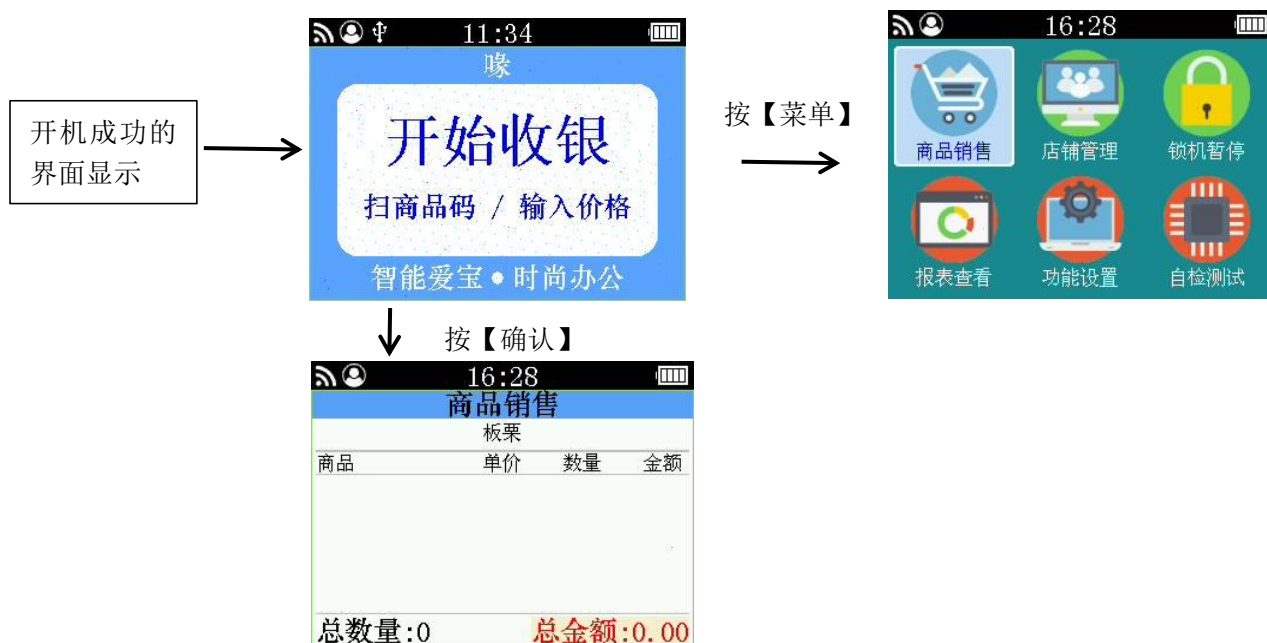 开机成功的
界面显示
11:34
喙
开始收银
扫商品码 / 输入价格
智能爱宝●时尚办公
按【菜单】
16:28
商品销售
店铺管理
锁机暂停
报表查看
功能设置
自检测试
按【确认】
16:28
商品销售
板栗
商品 单价 数量 金额
总数量:0 总金额:0.00